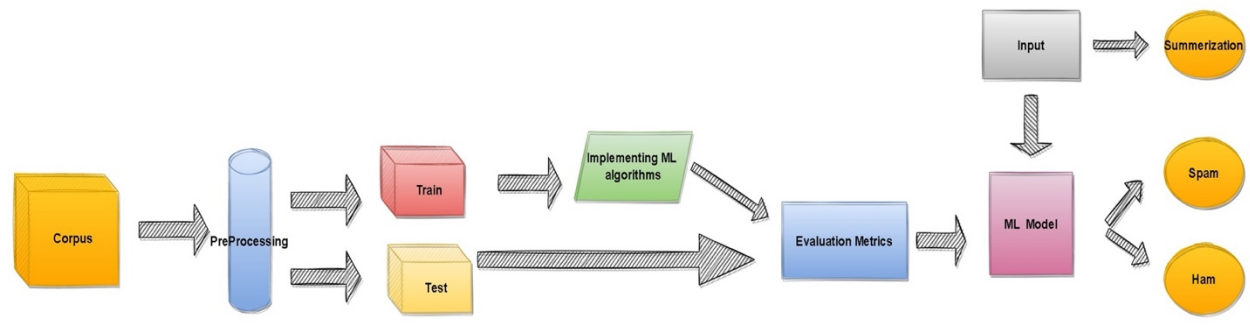 Input
Summerization
Implementing ML
algorithms
Train
Spam
Corpus
PreProcessing
Evaluation Metrics
ML Model
Test
Ham